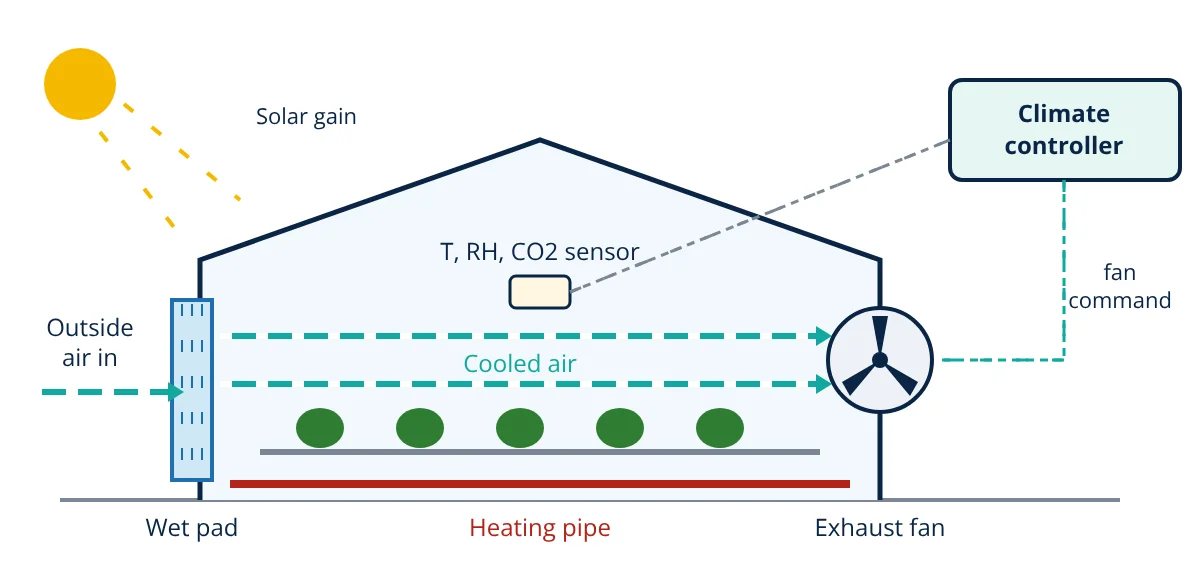 Solar gain
Climate
controller
T, RH, CO2 sensor
fan
command
Outside
air in
Cooled air
Wet pad
Heating pipe
Exhaust fan